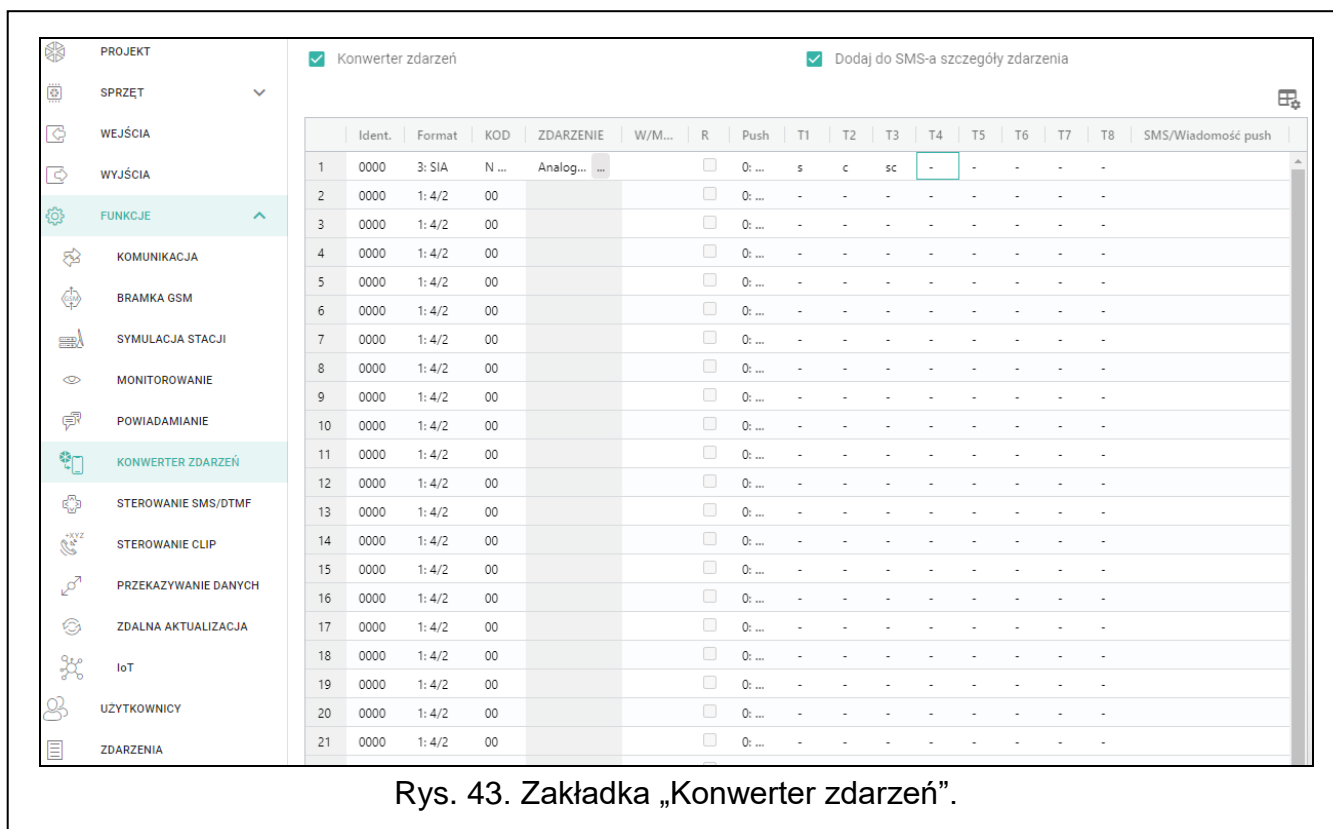 PROJEKT
SPRZĘT
WEJŚCIA
WYJŚCIA
FUNKCJE
KOMUNIKACJA
BRAMKA GSM
SYMULACJA STACJI
MONITOROWANIE
POWIADAMIANIE
KONWERTER ZDARZEŃ
STEROWANIE SMS/DTMF
STEROWANIE CLIP
PRZEKAZYWANIE DANYCH
ZDALNA AKTUALIZACJA
IoT
UŻYTKOWNICY
ZDARZENIA
Konwerter zdarzeń
Dodaj do SMS-a szczegóły zdarzenia
Ident. Format KOD ZDARZENIE W/M... R Push T1 T2 T3 T4 T5 T6 T7 T8 SMS/Wiadomość push
1 0000 3: SIA N ... Analog... ... 0: ... s c sc - - - - -
2 0000 1: 4/2 00 0: ... - - - - - - - -
3 0000 1: 4/2 00 0: ... - - - - - - - -
4 0000 1: 4/2 00 0: ... - - - - - - - -
5 0000 1: 4/2 00 0: ... - - - - - - - -
6 0000 1: 4/2 00 0: ... - - - - - - - -
7 0000 1: 4/2 00 0: ... - - - - - - - -
8 0000 1: 4/2 00 0: ... - - - - - - - -
9 0000 1: 4/2 00 0: ... - - - - - - - -
10 0000 1: 4/2 00 0: ... - - - - - - - -
11 0000 1: 4/2 00 0: ... - - - - - - - -
12 0000 1: 4/2 00 0: ... - - - - - - - -
13 0000 1: 4/2 00 0: ... - - - - - - - -
14 0000 1: 4/2 00 0: ... - - - - - - - -
15 0000 1: 4/2 00 0: ... - - - - - - - -
16 0000 1: 4/2 00 0: ... - - - - - - - -
17 0000 1: 4/2 00 0: ... - - - - - - - -
18 0000 1: 4/2 00 0: ... - - - - - - - -
19 0000 1: 4/2 00 0: ... - - - - - - - -
20 0000 1: 4/2 00 0: ... - - - - - - - -
21 0000 1: 4/2 00 0: ... - - - - - - - -
Rys. 43. Zakładka „Konwerter zdarzeń”.